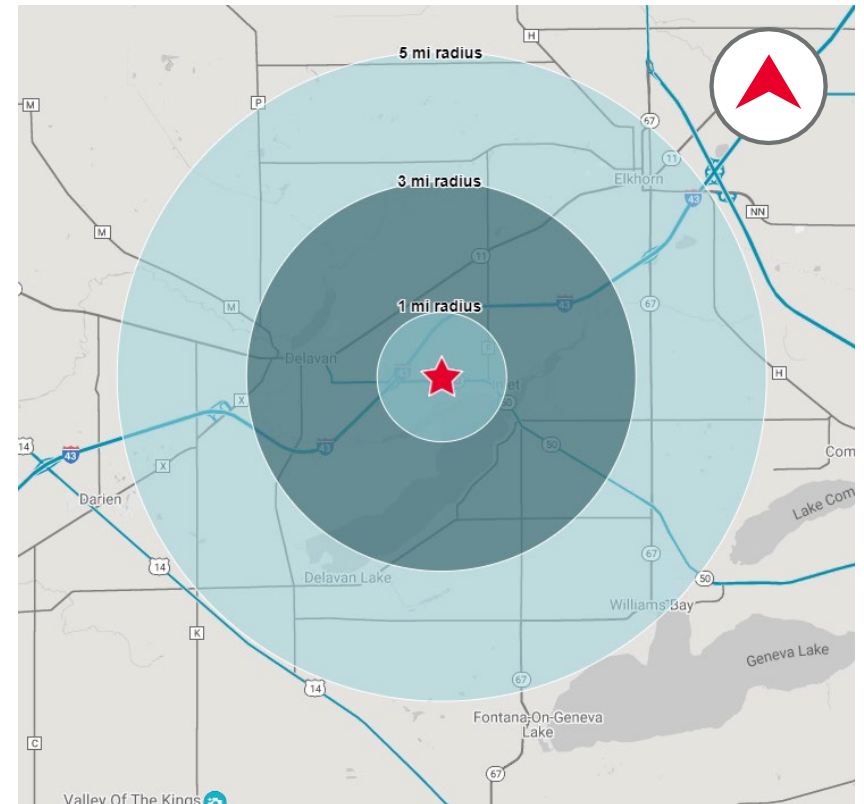 H
5 mi radius
M
P
67
11
3 mi radius
Elkhorn
43
NN
M
11
M
1 mi radius
43
67
Delavan
43
Inlet
H
X
50
14
43
43
50
X
Com
Darien
Lake Com
67
14
Delavan Lake
50
Williams Bay
K
Geneva Lake
67
14
Fontana-On-Geneva
Lake
C
67
Valley Of The Kings